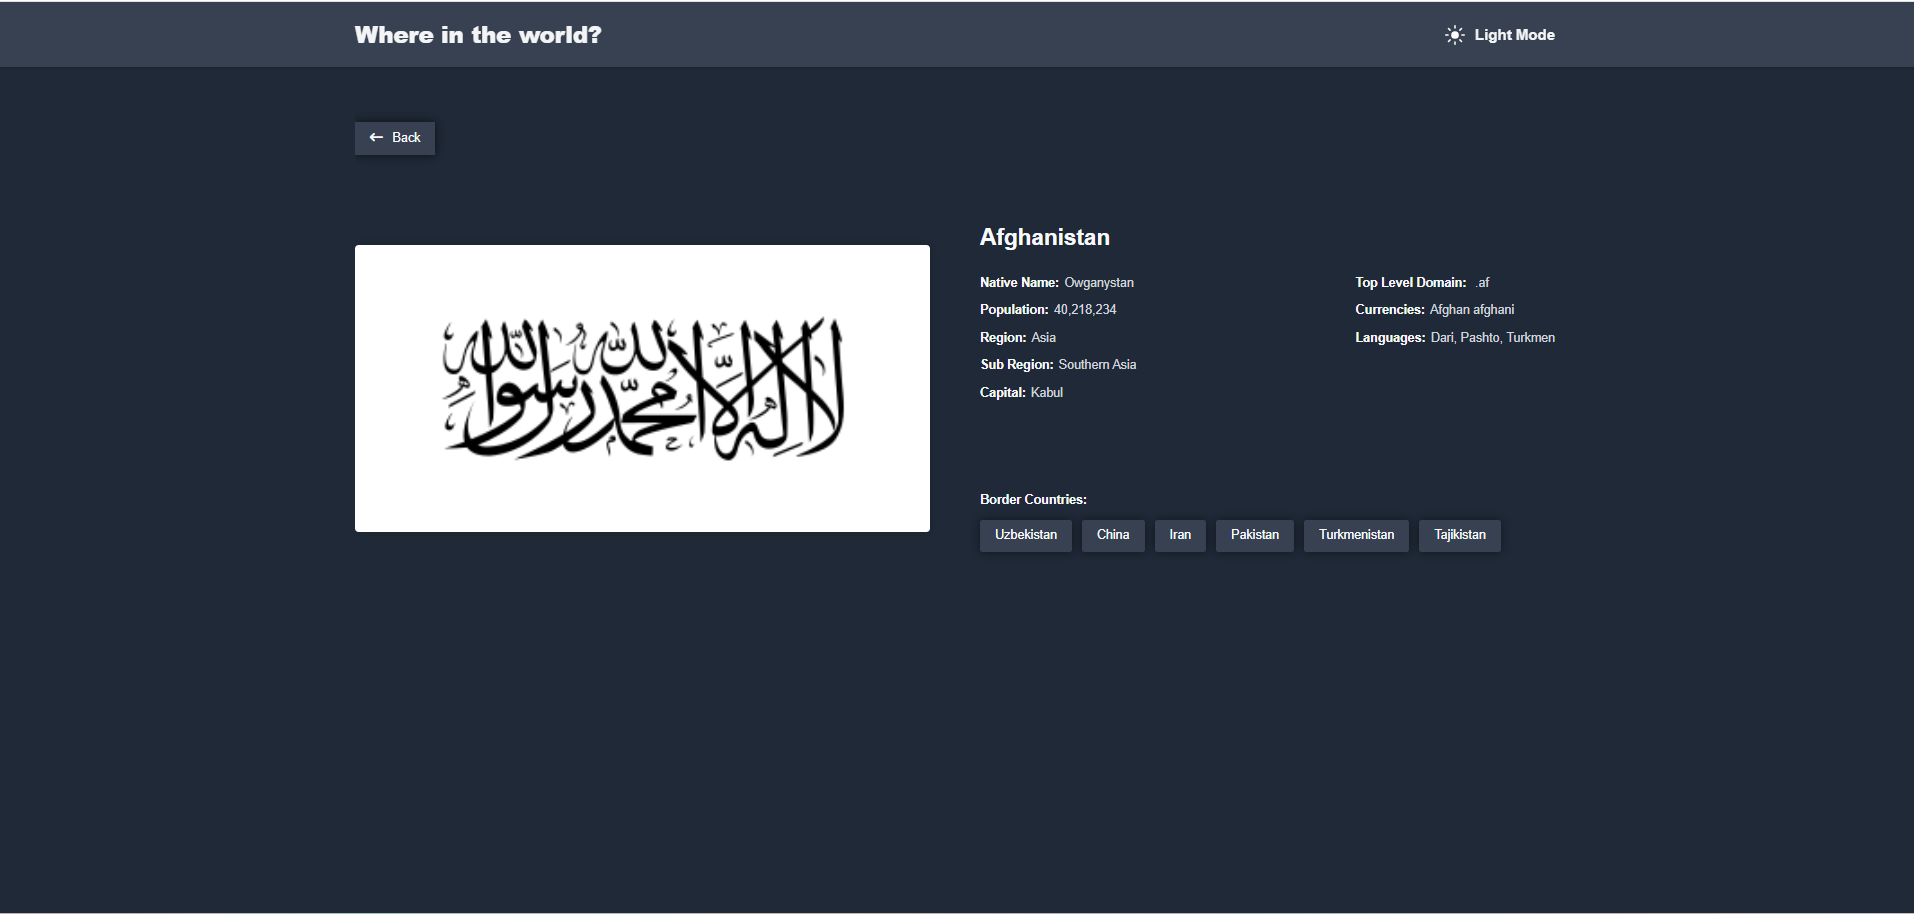 Where in the world?
Light Mode
Back
لا إله إلا الله محمد رسول الله
Afghanistan
Native Name: Owganystan
Population: 40,218,234
Region: Asia
Sub Region: Southern Asia
Capital: Kabul
Top Level Domain: .af
Currencies: Afghan afghani
Languages: Dari, Pashto, Turkmen
Border Countries:
Uzbekistan China Iran Pakistan Turkmenistan Tajikistan